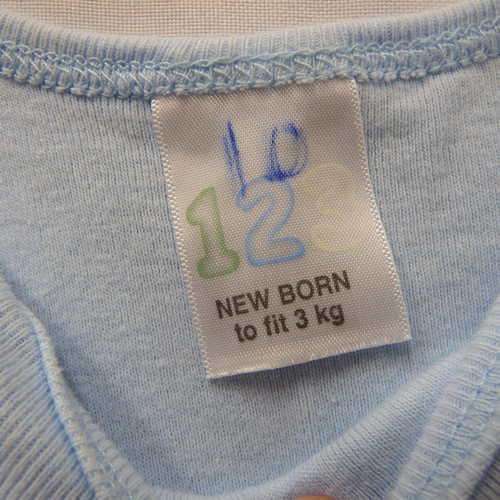 10
123
NEW BORN
to fit 3 kg